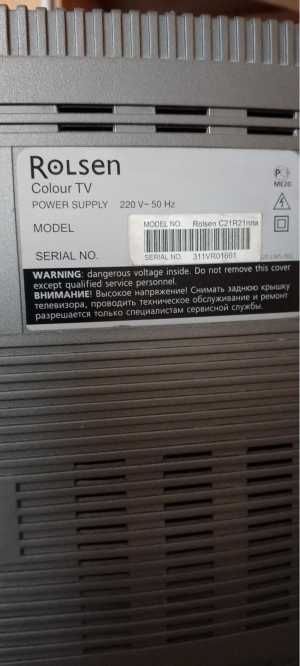 ROLSEN
Colour TV
POWER SUPPLY 220 V~ 50 Hz
MODEL
MODEL NO. Rolsen C21R21
SERIAL NO.
SERIAL NO. 311VR01661
ME20
WARNING: dangerous voltage inside. Do not remove this cover
except qualified service personnel.
ВНИМАНИЕ! Высокое напряжение! Снимать заднюю крышку
телевизора, проводить техническое обслуживание и ремонт
разрешается только специалистам сервисной службы.